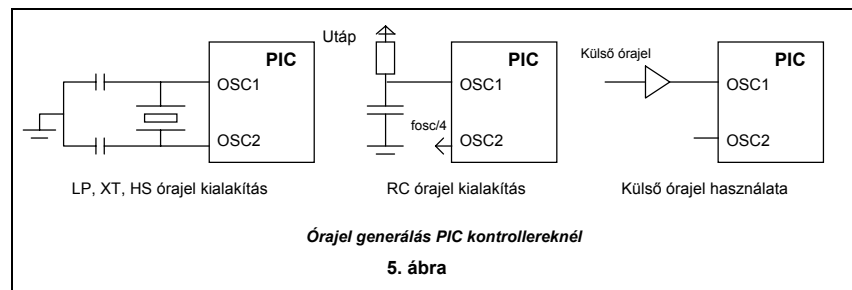 PIC
OSC1
OSC2
LP, XT, HS órajel kialakítás
Utáp
PIC
OSC1
fosc/4
OSC2
RC órajel kialakítás
Külső órajel
PIC
OSC1
OSC2
Külső órajel használata
Órajel generálás PIC kontrollereknél
5. ábra